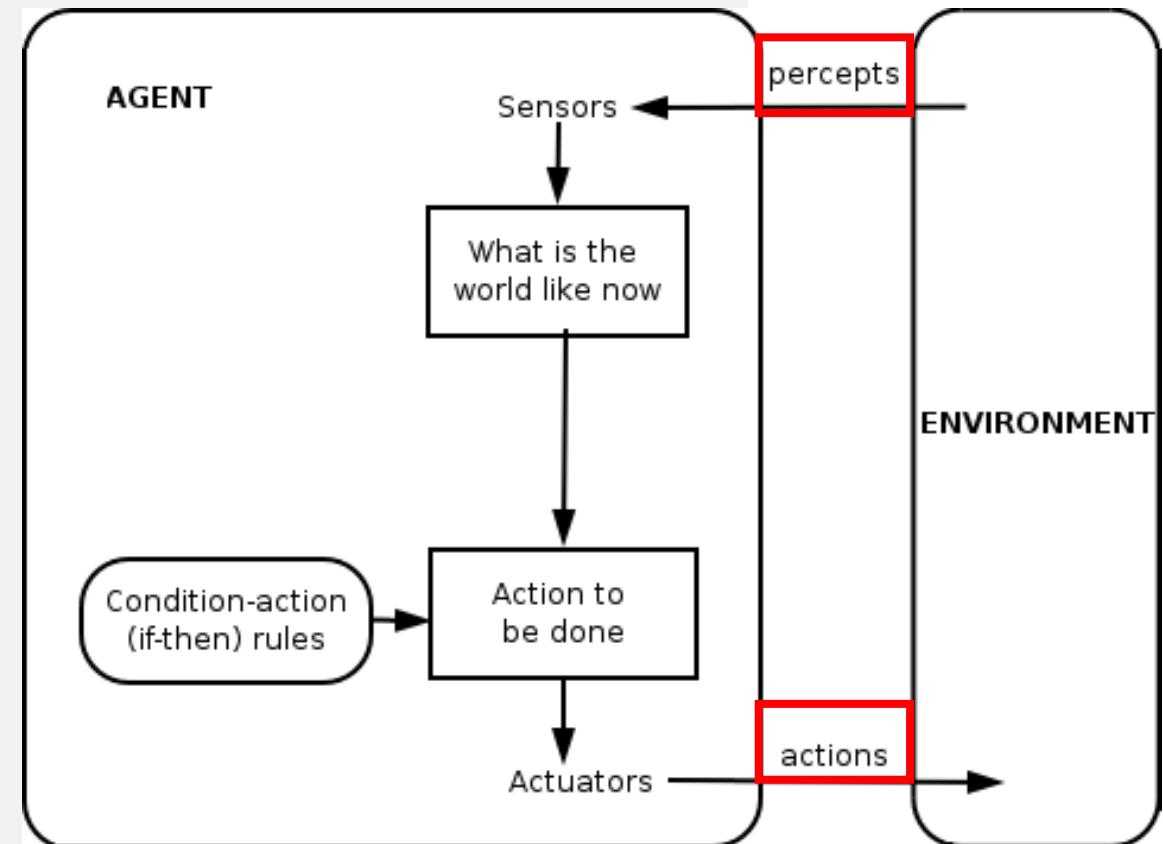 AGENT
percepts
Sensors
What is the
world like now
ENVIRONMENT
Condition-action
(if-then) rules
Action to
be done
actions
Actuators